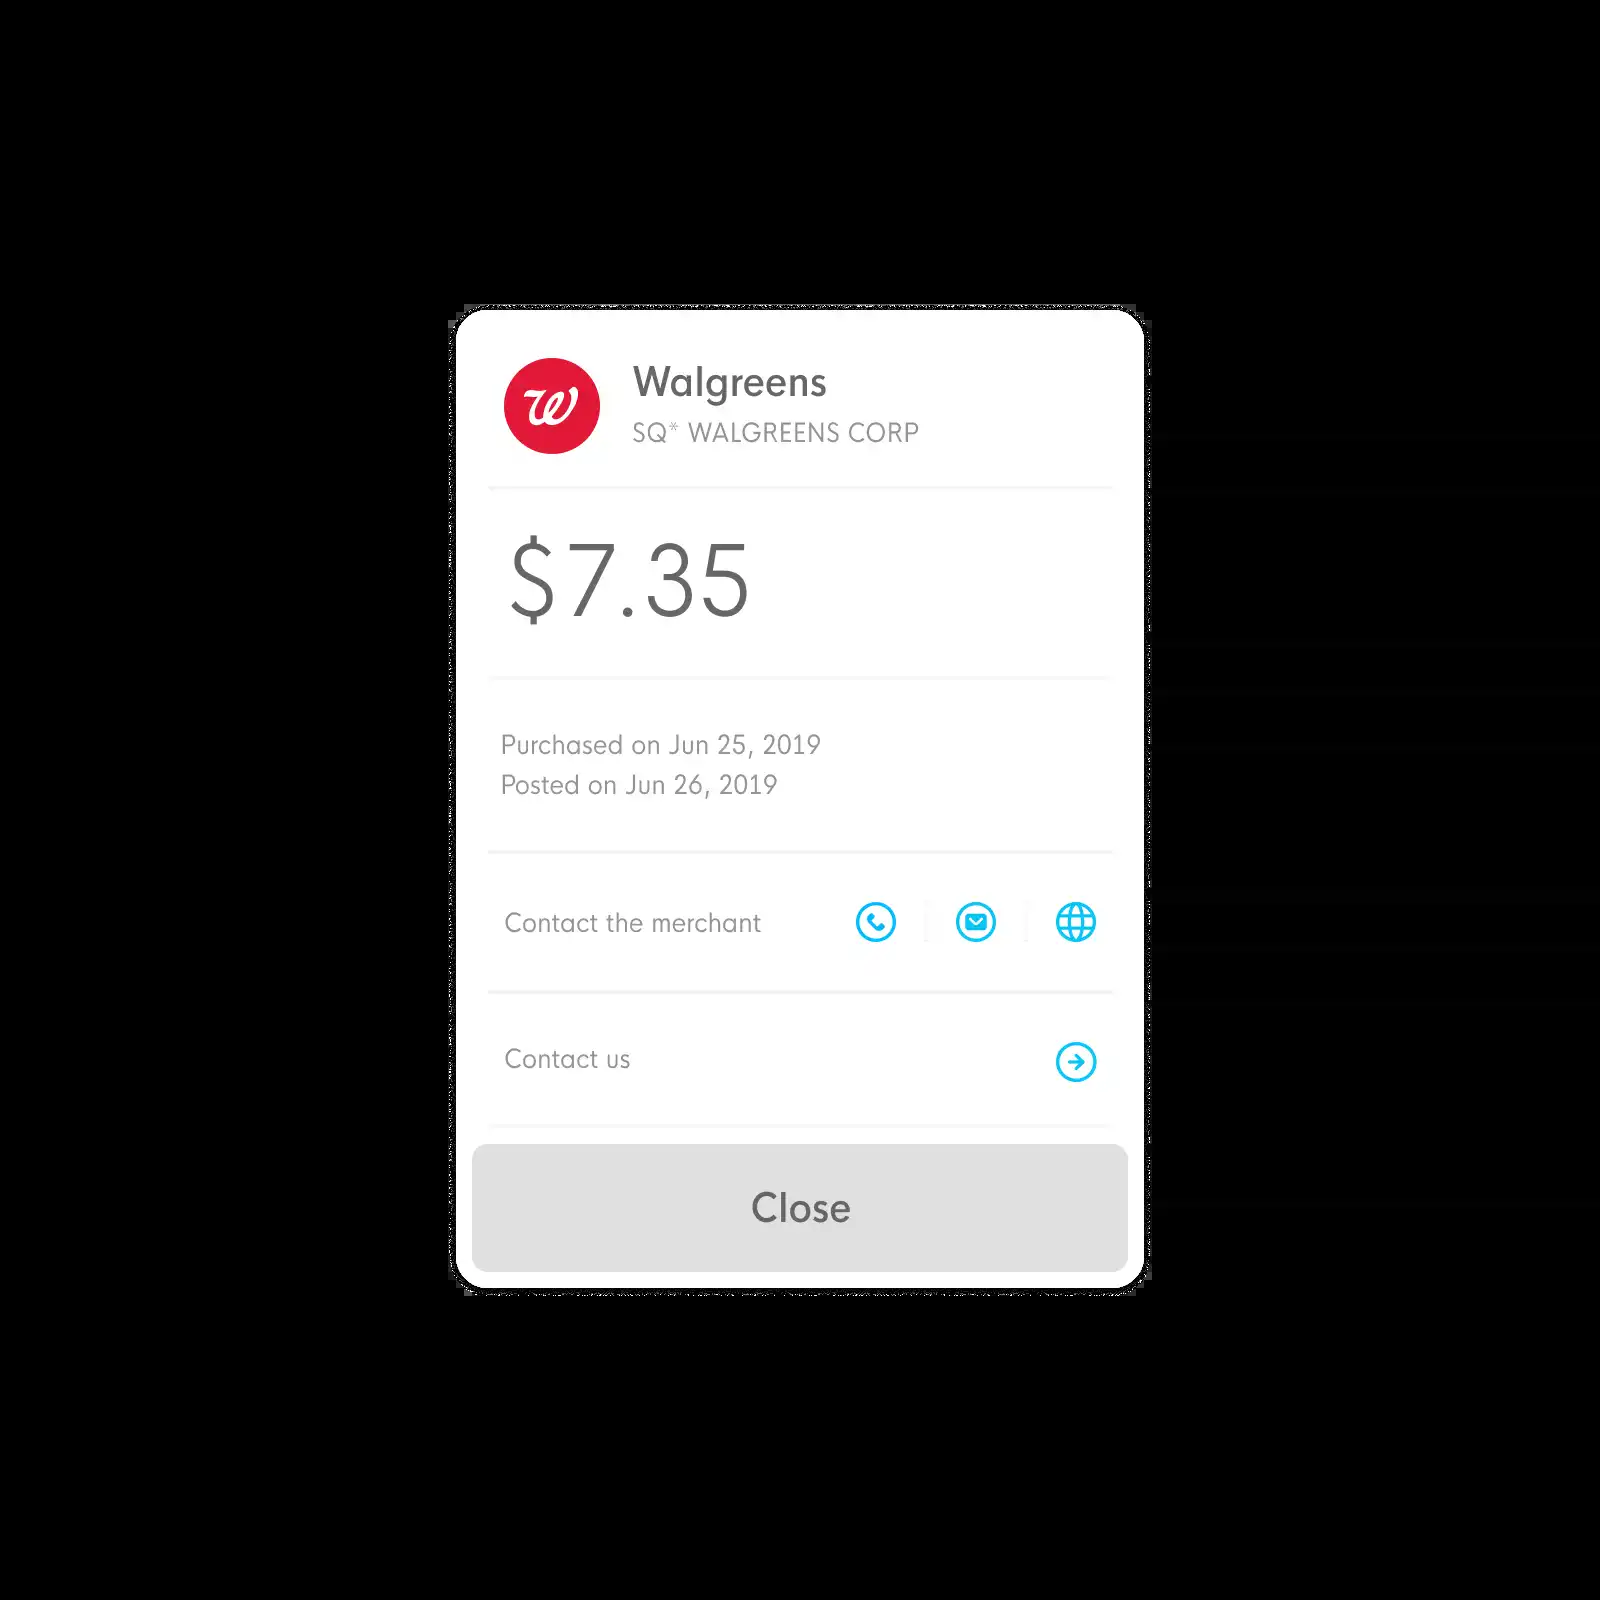 Walgreens
SQ* WALGREENS CORP
$7.35
Purchased on Jun 25, 2019
Posted on Jun 26, 2019
Contact the merchant
Contact us
Close